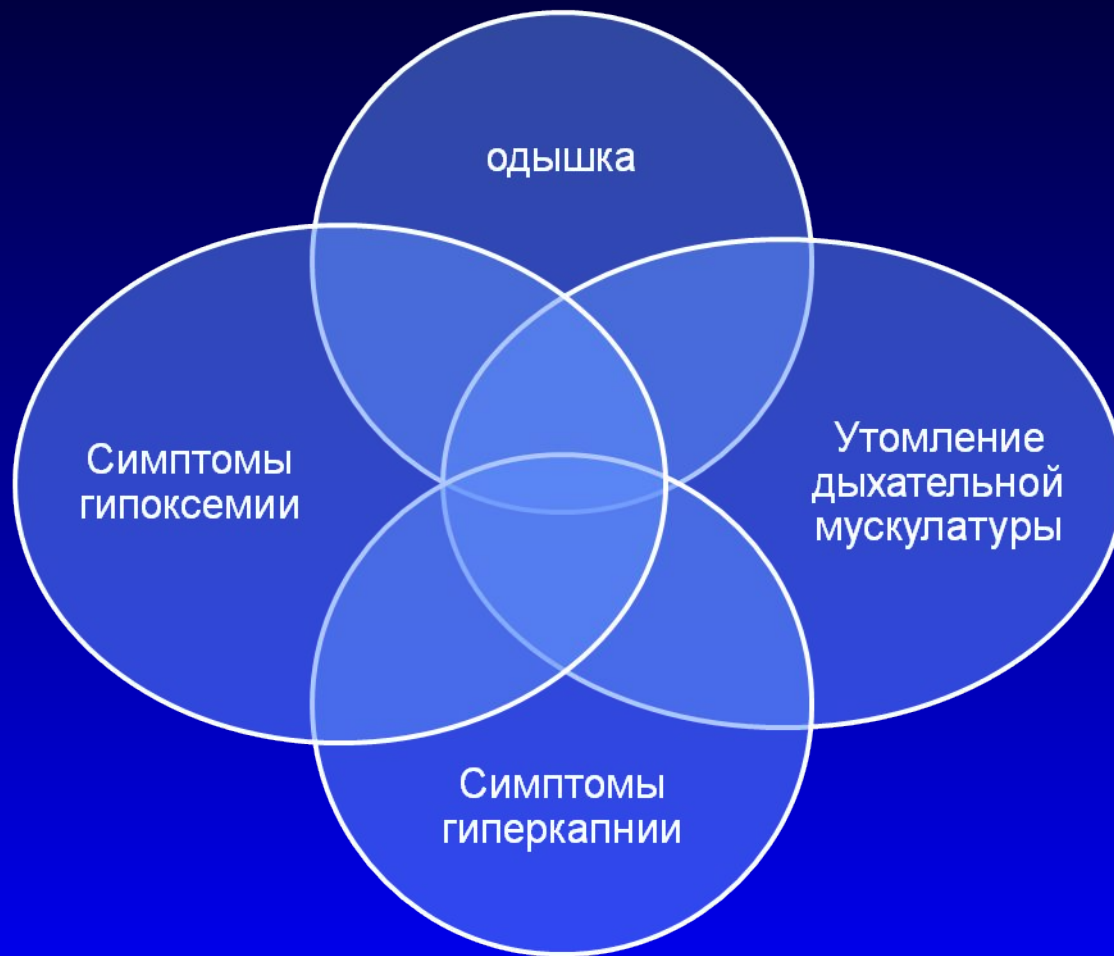 одышка
Симптомы
гипоксемии
Утомление
дыхательной
мускулатуры
Симптомы
гиперкапнии